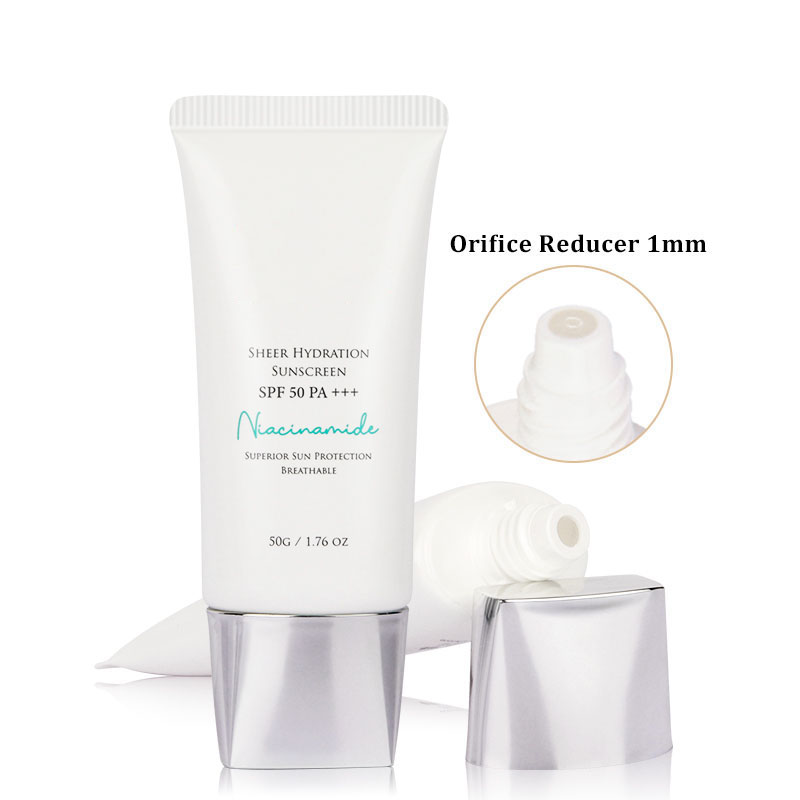 Orifice Reducer 1mm
SHEER HYDRATION
SUNSCREEN
SPF 50 PA +++
Niacinamide
SUPERIOR SUN PROTECTION
BREATHABLE
50G / 1.76 OZ